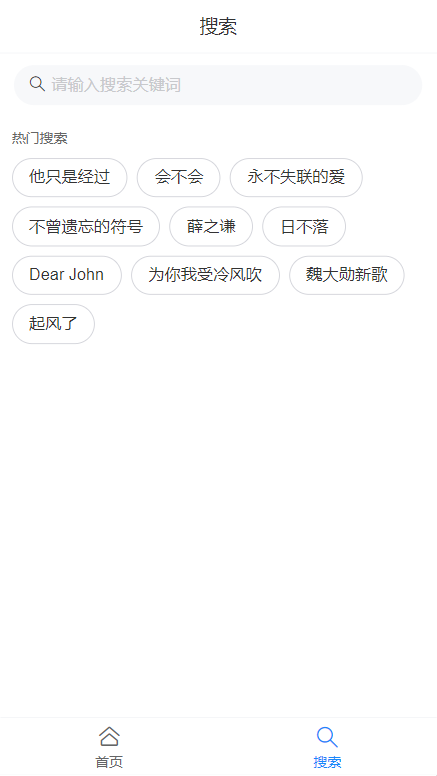 搜索
请输入搜索关键词
热门搜索
他只是经过 会不会 永不失联的爱
不曾遗忘的符号 薛之谦 日不落
Dear John 为你我受冷风吹 魏大勋新歌
起风了
首页 搜索